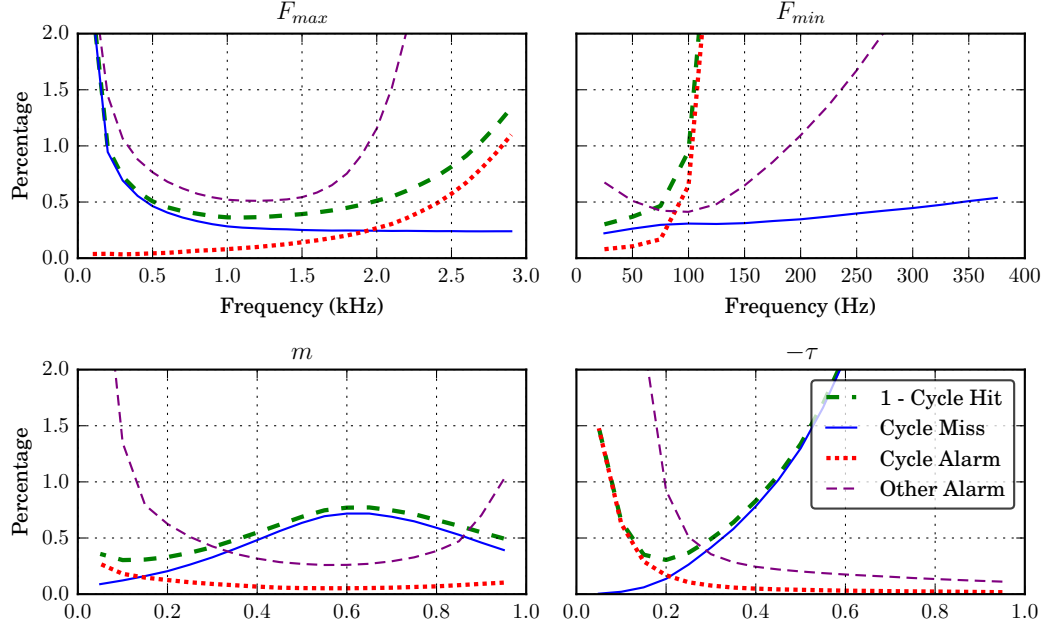 F_max
F_min
2.0
1.5
1.0
0.5
0.0
Percentage
0.0 0.5 1.0 1.5 2.0 2.5 3.0
Frequency (kHz)
0 50 100 150 200 250 300 350 400
Frequency (Hz)
m
−τ
2.0
1.5
1.0
0.5
0.0
Percentage
0.0 0.2 0.4 0.6 0.8 1.0
0.0 0.2 0.4 0.6 0.8 1.0
1 - Cycle Hit
Cycle Miss
Cycle Alarm
Other Alarm